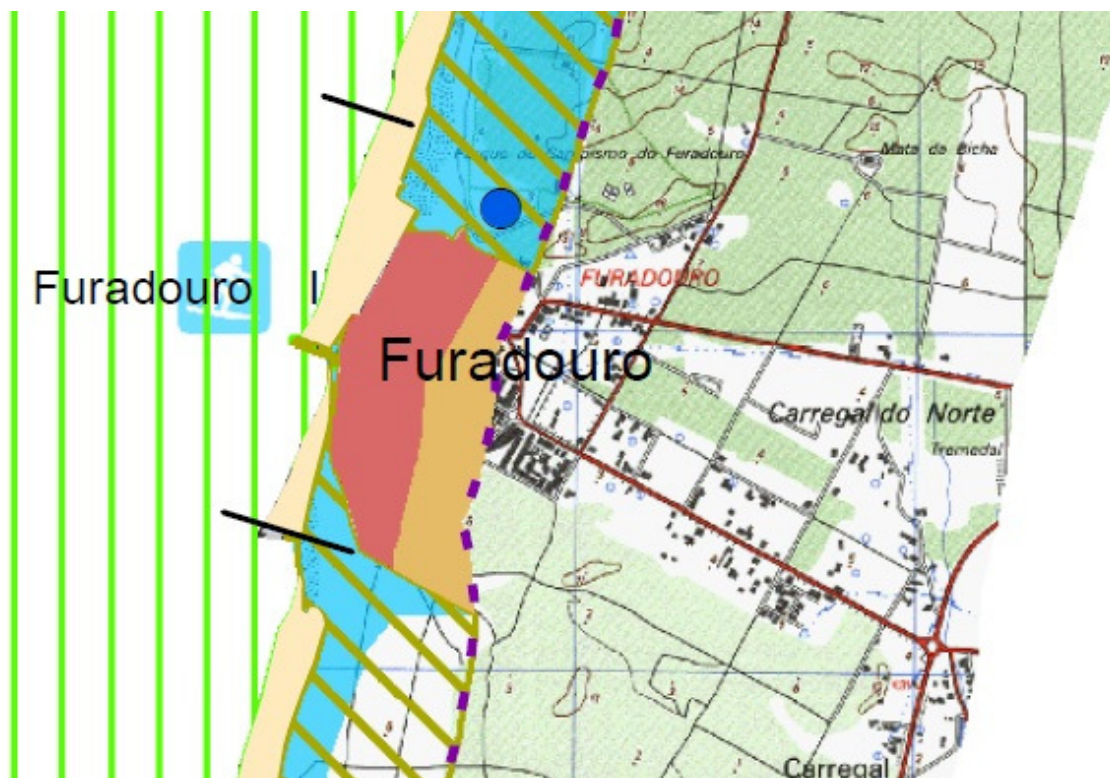 Parque de Campismo do Furadouro
Mata da Bicha
FURADOURO
Furadouro I
Furadouro
Carregal do Norte
Tremedal
Carregal